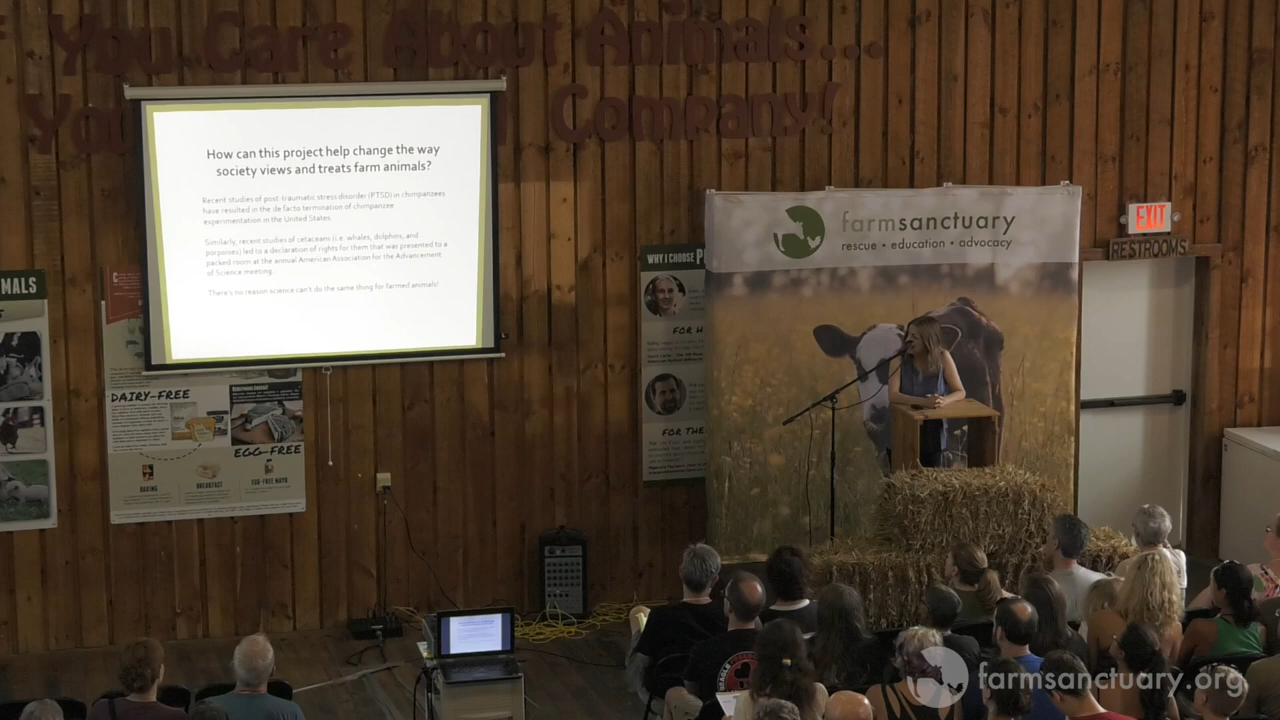 You Care About Animals...
You
Company!
How can this project help change the way
society views and treats farm animals?
Recent studies of post-traumatic stress disorder (PTSD) in chimpanzees
have resulted in the de facto termination of chimpanzee
experimentation in the United States.
Similarly, recent studies of cetaceans (i.e. whales, dolphins, and
porpoises) led to a declaration of rights for them that was presented to a
packed room at the annual American Association for the Advancement
of Science meeting.
There's no reason science can't do the same thing for farmed animals!
MALS
DAIRY-FREE
EGG-FREE
BAKING
BREAKFAST
EGG-FREE MAYO
WHY I CHOOSE
FOR H
FOR THE
farmsanctuary
rescue • education • advocacy
EXIT
RESTROOMS
farmsanctuary.org